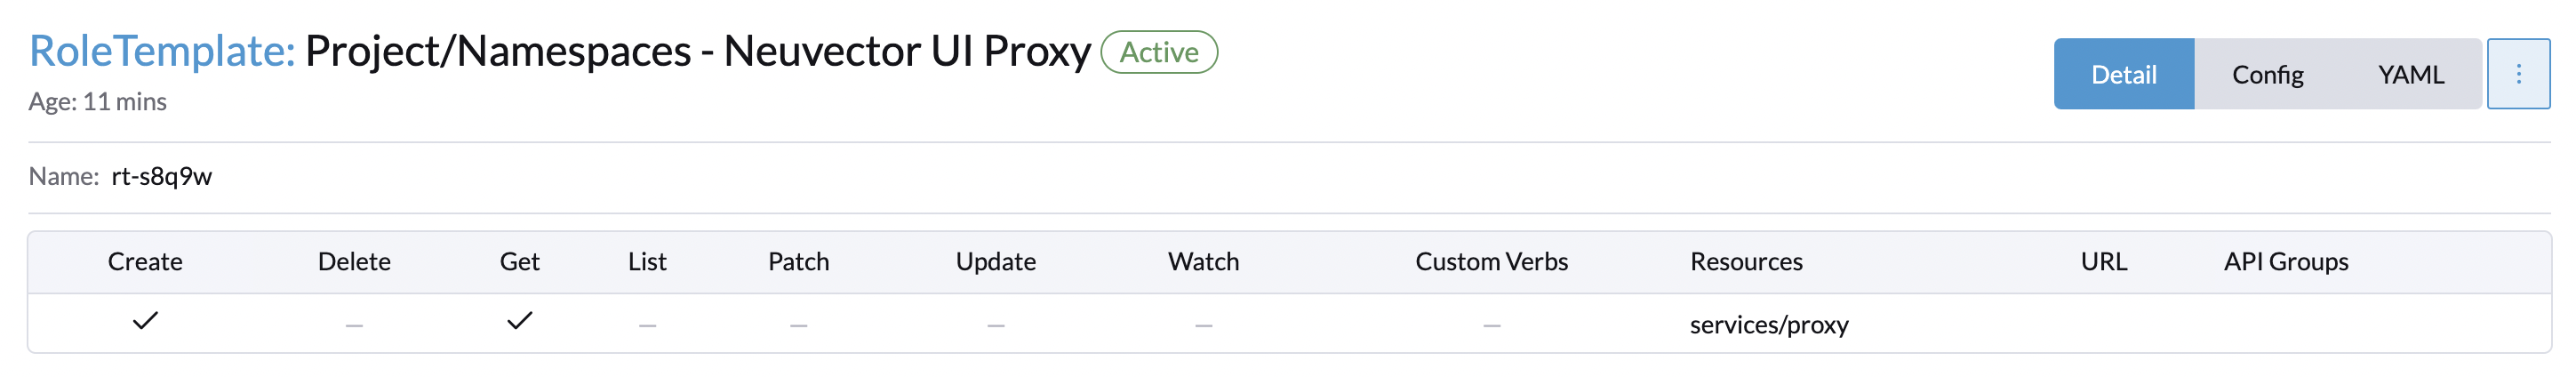 RoleTemplate: Project/Namespaces - Neuvector UI Proxy Active
Detail Config YAML
Age: 11 mins
Name: rt-s8q9w
Create Delete Get List Patch Update Watch Custom Verbs Resources URL API Groups
✓ — ✓ — — — — — services/proxy